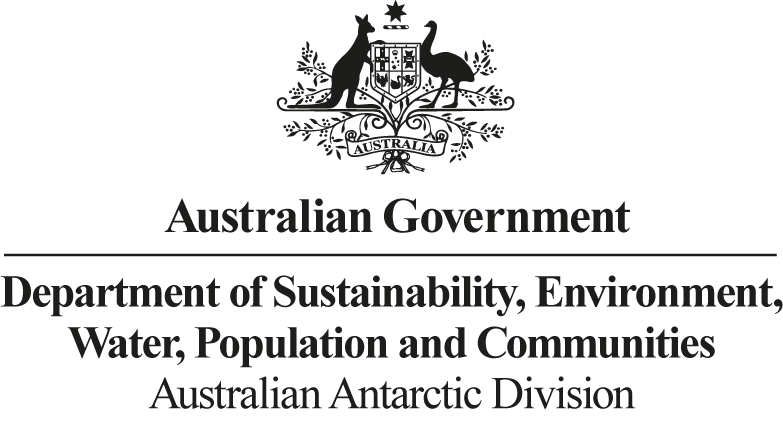 AUSTRALIA
Australian Government
Department of Sustainability, Environment,
Water, Population and Communities
Australian Antarctic Division